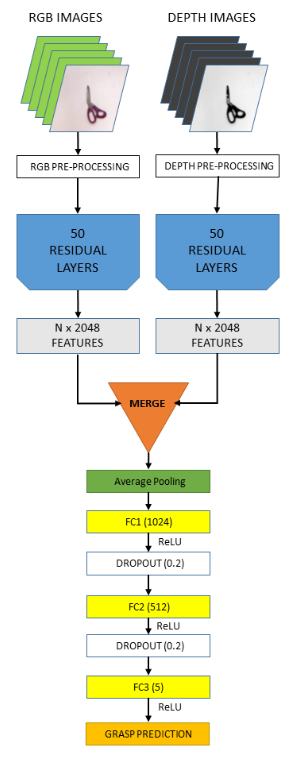 RGB IMAGES
DEPTH IMAGES
RGB PRE-PROCESSING
DEPTH PRE-PROCESSING
50
RESIDUAL
LAYERS
50
RESIDUAL
LAYERS
N x 2048
FEATURES
N x 2048
FEATURES
MERGE
Average Pooling
FC1 (1024)
ReLU
DROPOUT (0.2)
FC2 (512)
ReLU
DROPOUT (0.2)
FC3 (5)
ReLU
GRASP PREDICTION